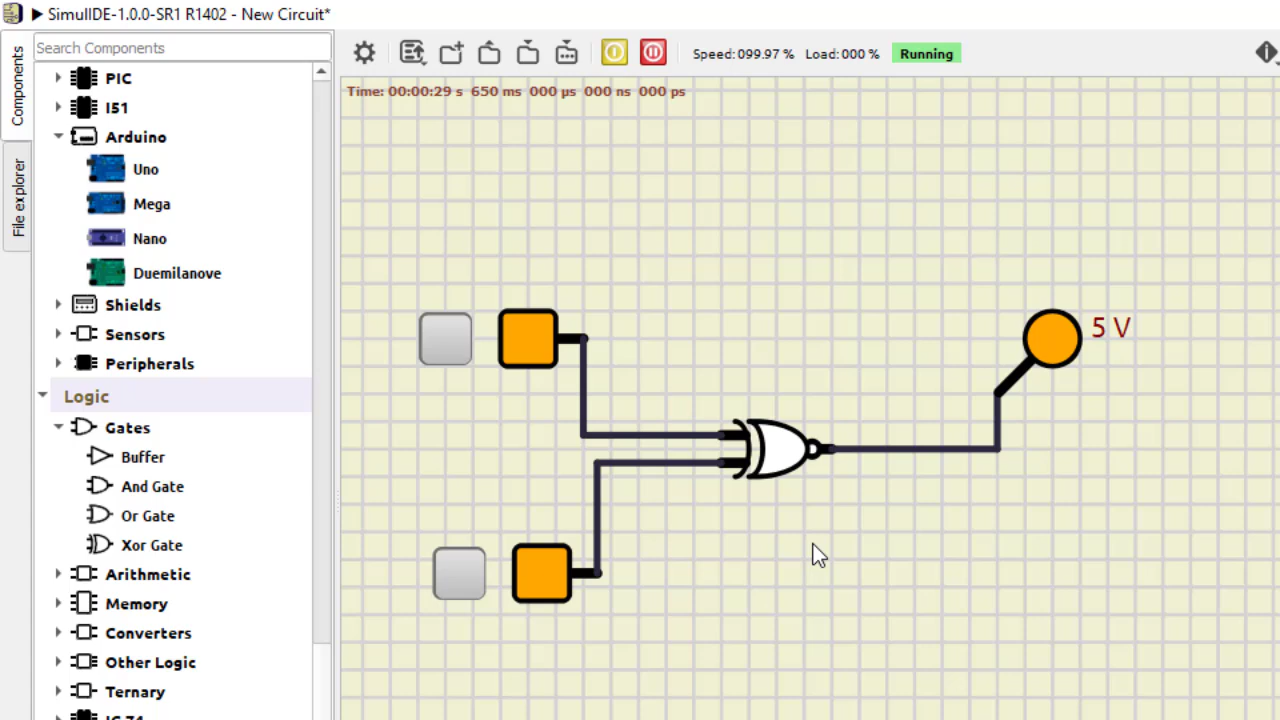 SimulIDE-1.0.0-SR1 R1402 - New Circuit*
Components
File explorer
Search Components
PIC
I51
Arduino
Uno
Mega
Nano
Duemilanove
Shields
Sensors
Peripherals
Logic
Gates
Buffer
And Gate
Or Gate
Xor Gate
Arithmetic
Memory
Converters
Other Logic
Ternary
IC 74
Speed:099.97 % Load:000 % Running
Time: 00:00:29 s 650 ms 000 µs 000 ns 000 ps
5 V